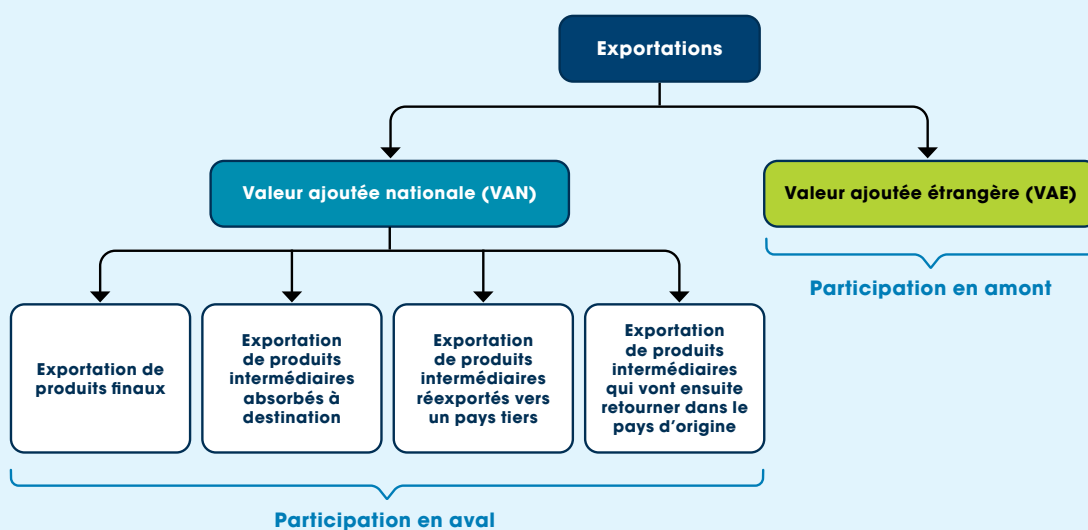 Exportations
Valeur ajoutée nationale (VAN)
Valeur ajoutée étrangère (VAE)
Participation en amont
Exportation de
produits finaux
Exportation
de produits
intermédiaires
absorbés à
destination
Exportation
de produits
intermédiaires
réexportés vers
un pays tiers
Exportation
de produits
intermédiaires
qui vont ensuite
retourner dans le
pays d’origine
Participation en aval